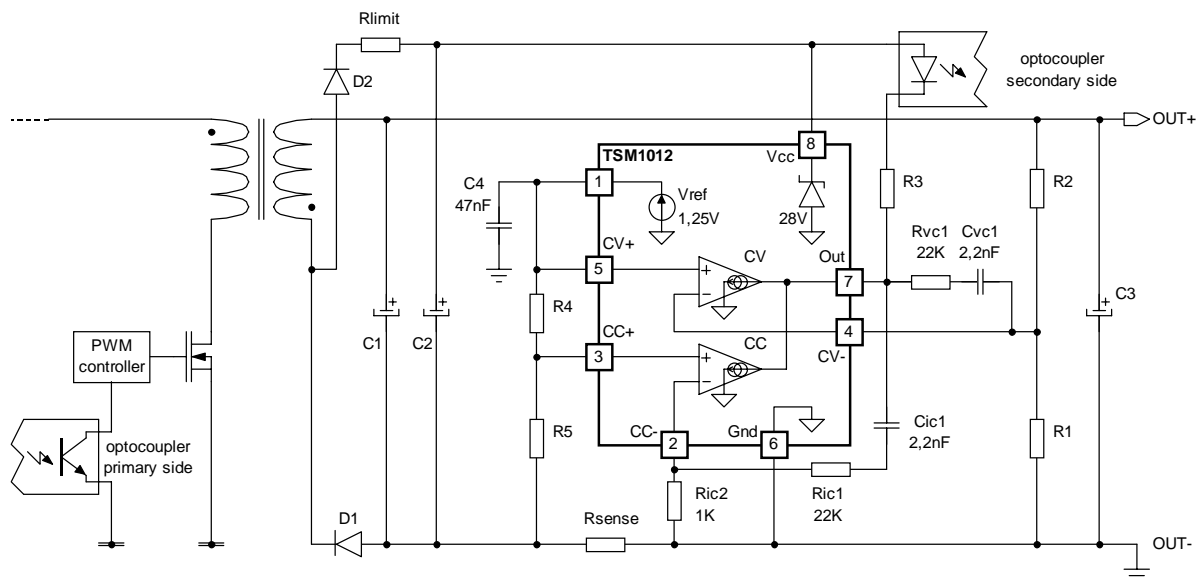 Rlimit
D2
optocoupler
secondary side
OUT+
TSM1012
8
Vcc
1
C4
47nF
Vref
1,25V
28V
R3
R2
CV+
5
CV
Out
7
Rvc1
22K
Cvc1
2,2nF
C1
C2
R4
4
CV-
C3
PWM
controller
CC+
3
CC
optocoupler
primary side
R5
CC-
2
Gnd
6
Cic1
2,2nF
R1
Ric2
1K
Ric1
22K
D1
Rsense
OUT-